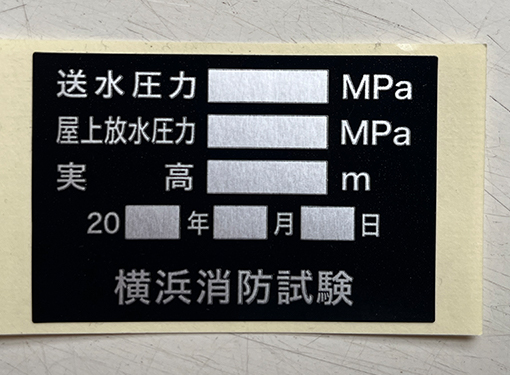 送水圧力 MPa
屋上放水圧力 MPa
実高 m
20 年 月 日
横浜消防試験